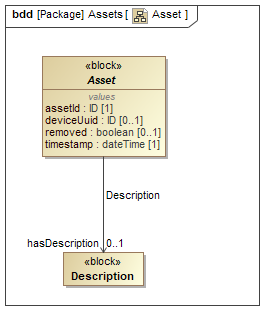 bdd [Package] Assets [ Asset ]
«block»
Asset
values
assetId : ID [1]
deviceUuid : ID [0..1]
removed : boolean [0..1]
timestamp : dateTime [1]
Description
hasDescription 0..1
«block»
Description